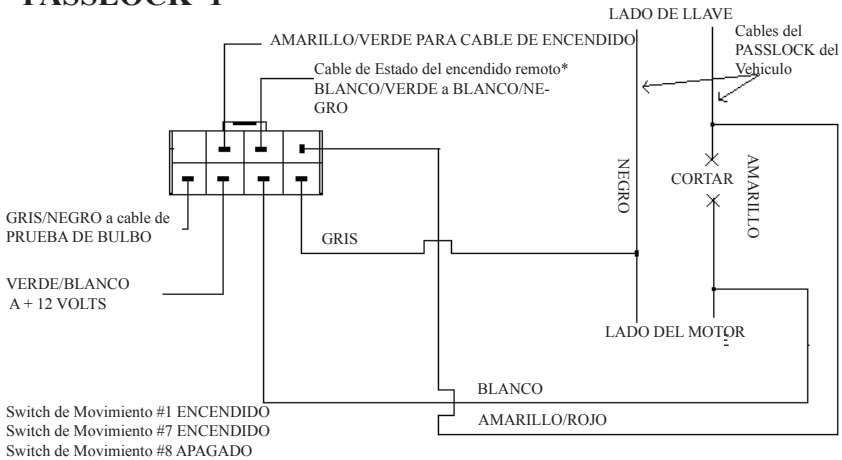 PASSLOCK 1
LADO DE LLAVE
AMARILLO/VERDE PARA CABLE DE ENCENDIDO
Cables del
PASSLOCK del
Vehiculo
Cable de Estado del encendido remoto*
BLANCO/VERDE a BLANCO/NE-
GRO
NEGRO
CORTAR
AMARILLO
GRIS/NEGRO a cable de
PRUEBA DE BULBO
GRIS
VERDE/BLANCO
A + 12 VOLTS
LADO DEL MOTOR
BLANCO
AMARILLO/ROJO
Switch de Movimiento #1 ENCENDIDO
Switch de Movimiento #7 ENCENDIDO
Switch de Movimiento #8 APAGADO